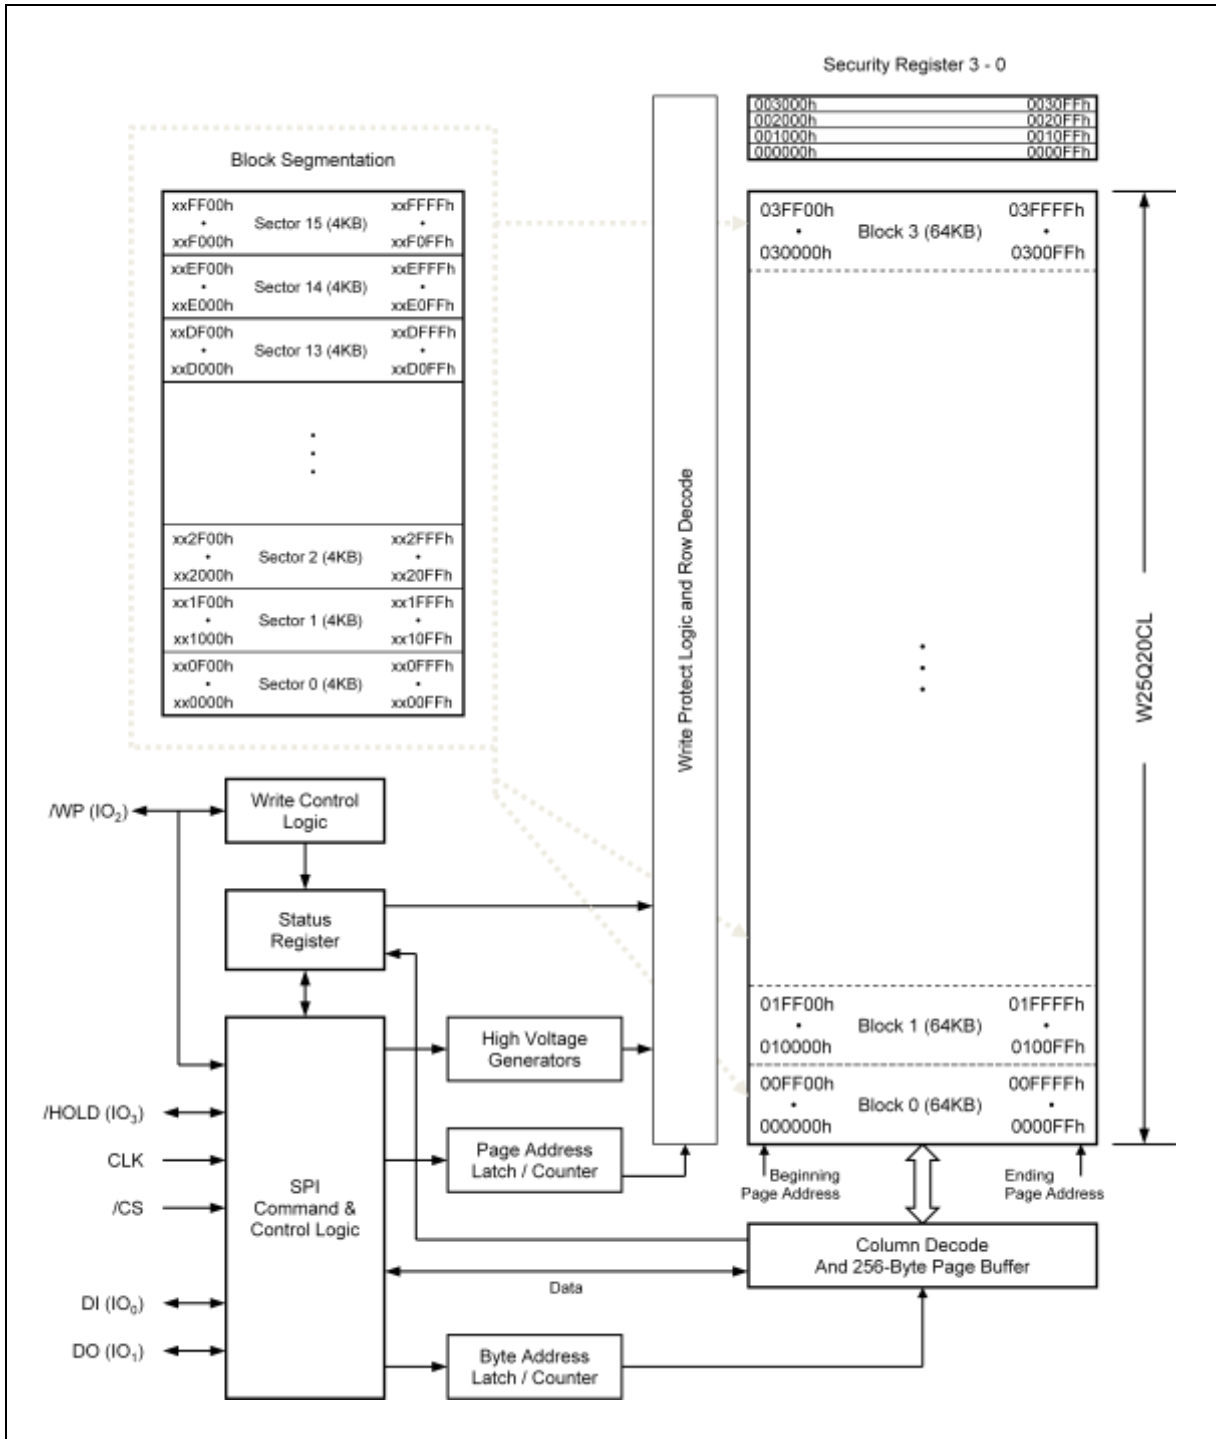 Security Register 3 - 0
003000h 0030FFh
002000h 0020FFh
001000h 0010FFh
000000h 0000FFh
Block Segmentation
xxFF00h xxFFFFh
Sector 15 (4KB)
xxF000h xxF0FFh
xxEF00h xxEFFFh
Sector 14 (4KB)
xxE000h xxE0FFh
xxDF00h xxDFFFh
Sector 13 (4KB)
xxD000h xxD0FFh
xx2F00h xx2FFFh
Sector 2 (4KB)
xx2000h xx20FFh
xx1F00h xx1FFFh
Sector 1 (4KB)
xx1000h xx10FFh
xx0F00h xx0FFFh
Sector 0 (4KB)
xx0000h xx00FFh
Write Protect Logic and Row Decode
03FF00h 03FFFFh
Block 3 (64KB)
030000h 0300FFh
01FF00h 01FFFFh
Block 1 (64KB)
010000h 0100FFh
00FF00h 00FFFFh
Block 0 (64KB)
000000h 0000FFh
W25Q20CL
Beginning
Page Address
Ending
Page Address
/WP (IO₂)
Write Control
Logic
Status
Register
High Voltage
Generators
/HOLD (IO₃)
CLK
/CS
DI (IO₀)
DO (IO₁)
SPI
Command &
Control Logic
Page Address
Latch / Counter
Column Decode
And 256-Byte Page Buffer
Data
Byte Address
Latch / Counter